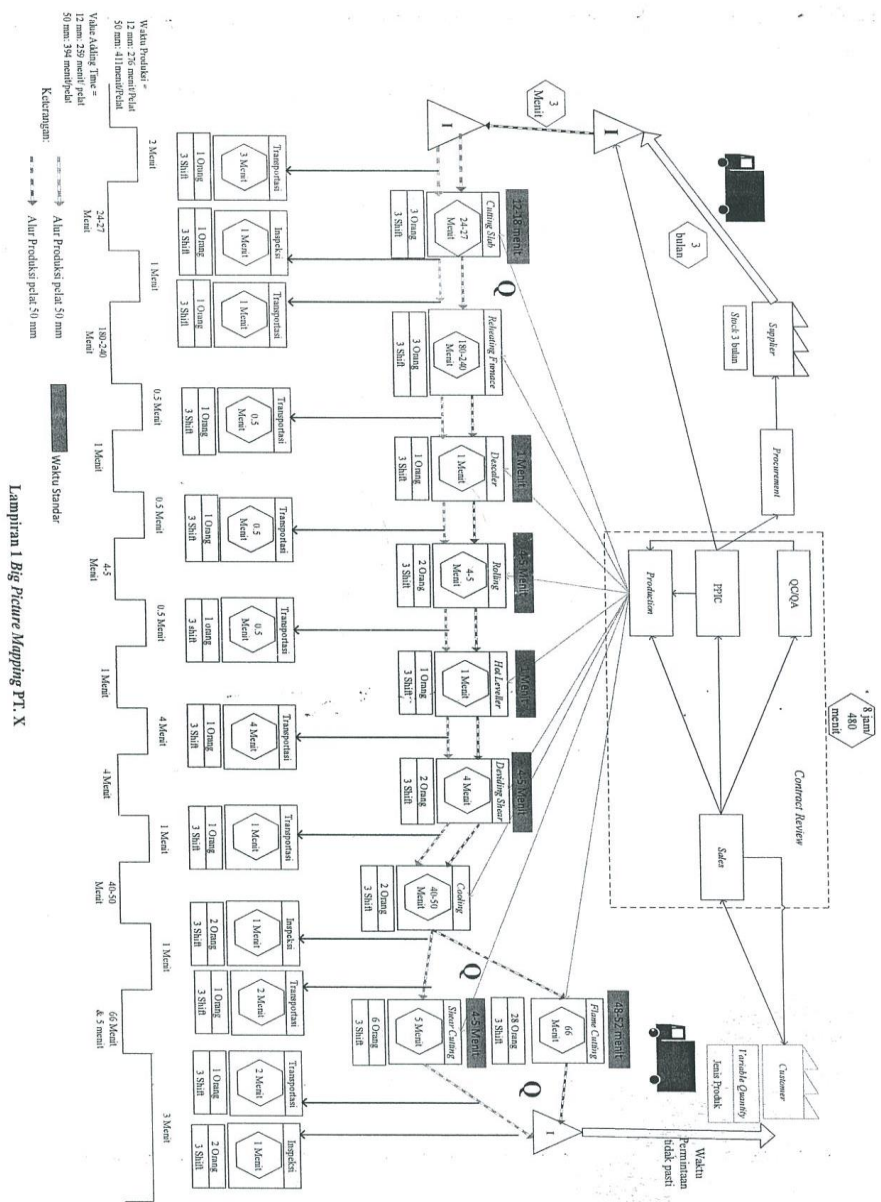 8 jam/
480
menit
Contract Review
QC/QA
PPIC
Production
Sales
Procurement
Supplier
Stock 3 bulan
3
bulan
3
Menit
I
I
Customer
Variable Quantity
Jenis Produk
Waktu
Permintaan
tidak pasti
12-18 menit
Cutting Slab
24-27
Menit
3 Orang
3 Shift
Q
Reheating Furnace
180-240
Menit
3 Orang
3 Shift
1 Menit
Descaler
1 Menit
1 Orang
3 Shift
4-5 Menit
Rolling
4-5
Menit
2 Orang
3 Shift
1 Menit
Hot Leveller
1 Menit
1 Orang
3 Shift
4-5 Menit
Deviding Shear
4 Menit
2 Orang
3 Shift
Cooling
40-50
Menit
2 Orang
3 Shift
Q
48-52 menit
Flame Cutting
66
Menit
28 Orang
3 Shift
4-5 Menit
Shear Cutting
5 Menit
6 Orang
3 Shift
Q
I
Transportasi
3 Menit
1 Orang
3 Shift
Inspeksi
1 Menit
1 Orang
3 Shift
Transportasi
1 Menit
1 Orang
3 Shift
Transportasi
0.5
Menit
1 Orang
3 Shift
Transportasi
0.5
Menit
1 Orang
3 Shift
Transportasi
0.5
Menit
1 orang
3 shift
Transportasi
4 Menit
1 Orang
3 Shift
Transportasi
1 Menit
1 Orang
3 Shift
Inspeksi
1 Menit
2 Orang
3 Shift
Transportasi
2 Menit
1 Orang
3 Shift
Transportasi
2 Menit
1 Orang
3 Shift
Inspeksi
1 Menit
2 Orang
3 Shift
2 Menit
24-27
Menit
1 Menit
180-240
Menit
0.5 Menit
1 Menit
0.5 Menit
4-5
Menit
0.5 Menit
1 Menit
4 Menit
4 Menit
1 Menit
40-50
Menit
1 Menit
66 Menit
& 5 menit
3 Menit
Waktu Produksi =
12 mm: 276 menit/Pelat
50 mm: 411menit/Pelat
Value Adding Time =
12 mm: 259 menit/ pelat
50 mm: 394 menit/pelat
Keterangan:
Alur Produksi pelat 50 mm
Alur Produksi pelat 50 mm
Waktu Standar
Lampiran 1 Big Picture Mapping PT. X